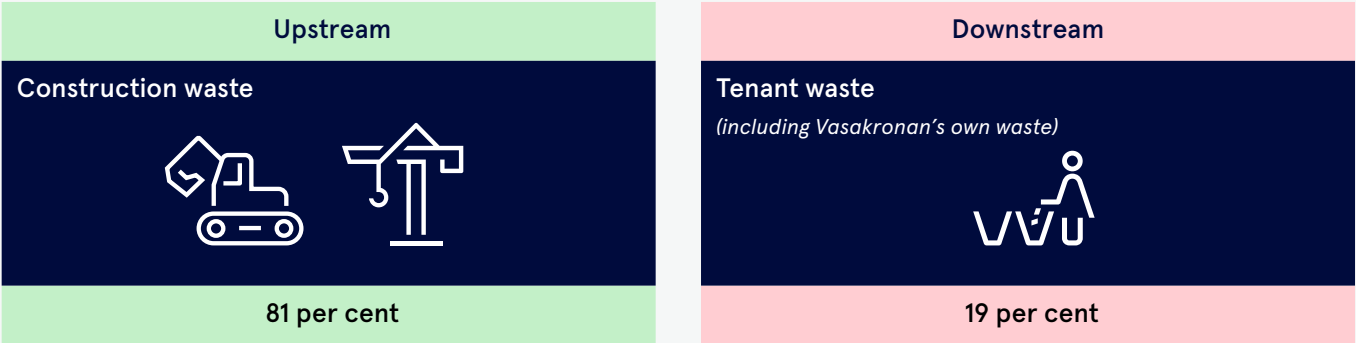 Upstream
Construction waste
81 per cent
Downstream
Tenant waste
(including Vasakronan's own waste)
19 per cent